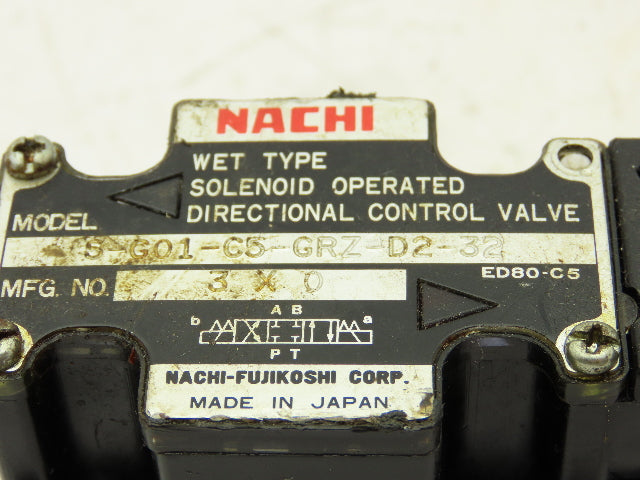 NACHI
WET TYPE
SOLENOID OPERATED
DIRECTIONAL CONTROL VALVE
MODEL
S-G01-C5-GRZ-D2-32
MFG. NO. 3 X 0
ED80-C5
A B
b a
P T
NACHI-FUJIKOSHI CORP.
MADE IN JAPAN